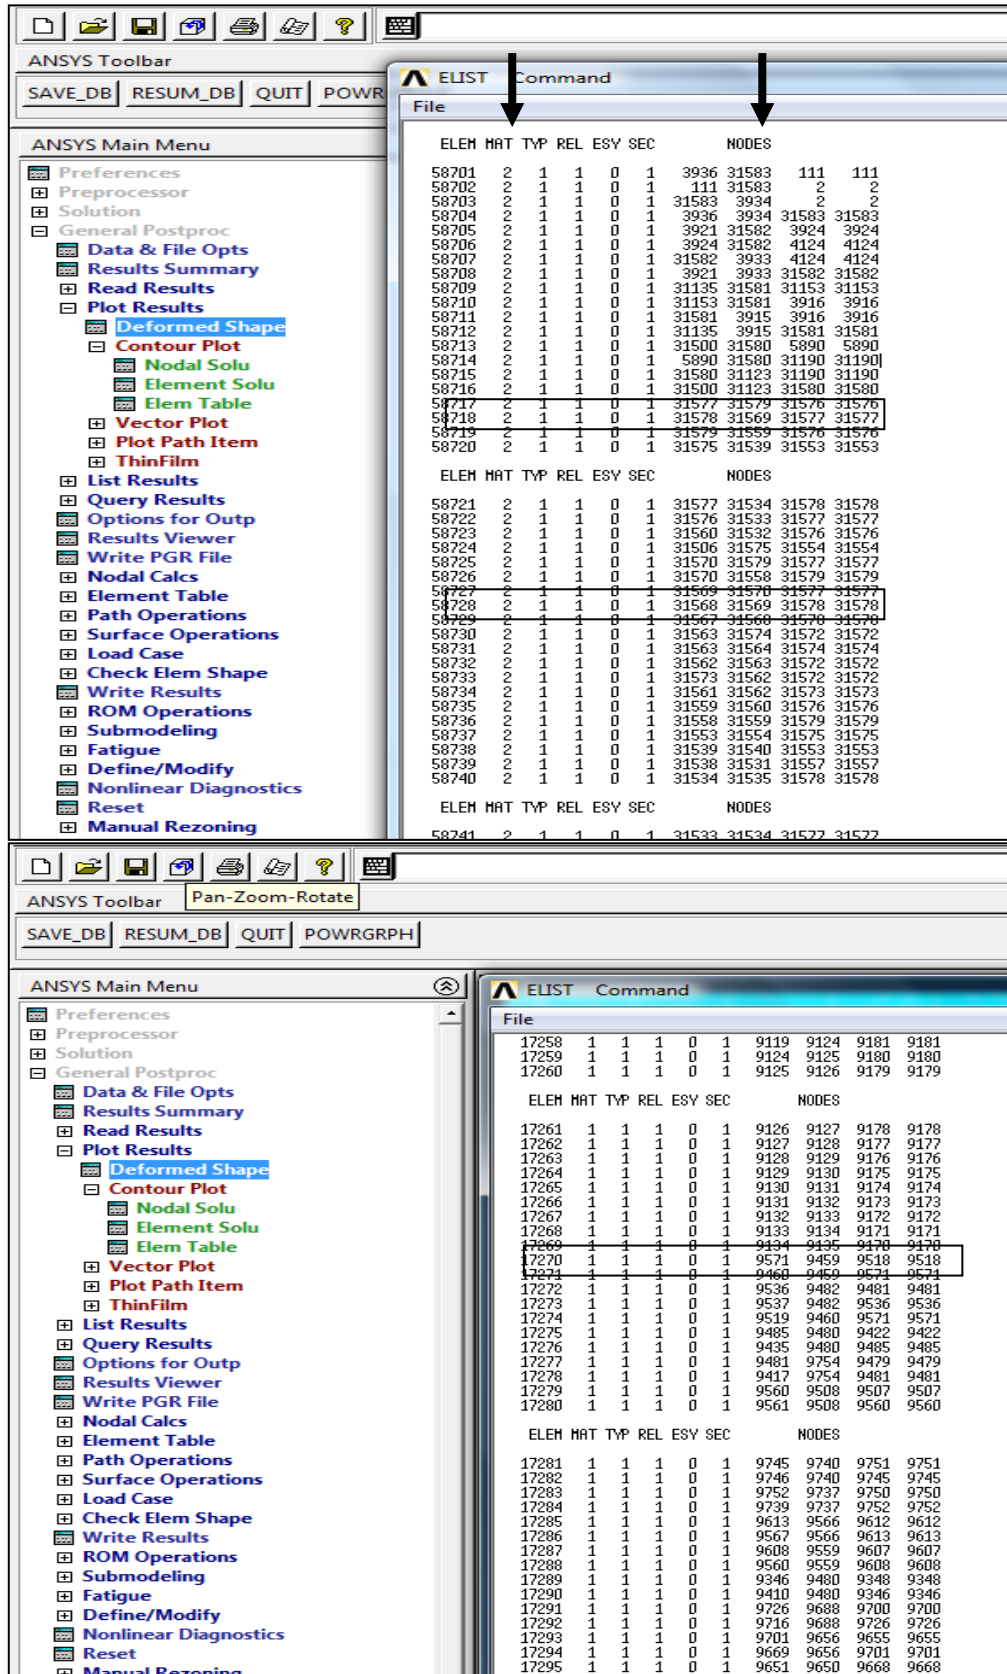 ANSYS Toolbar
SAVE_DB RESUM_DB QUIT POWR
ANSYS Main Menu
Preferences
Preprocessor
Solution
General Postproc
Data & File Opts
Results Summary
Read Results
Plot Results
Deformed Shape
Contour Plot
Nodal Solu
Element Solu
Elem Table
Vector Plot
Plot Path Item
ThinFilm
List Results
Query Results
Options for Outp
Results Viewer
Write PGR File
Nodal Calcs
Element Table
Path Operations
Surface Operations
Load Case
Check Elem Shape
Write Results
ROM Operations
Submodeling
Fatigue
Define/Modify
Nonlinear Diagnostics
Reset
Manual Rezoning
ELIST Command
File
ELEM MAT TYP REL ESY SEC NODES
58701 2 1 1 0 1 3936 31583 111 111
58702 2 1 1 0 1 111 31583 2 2
58703 2 1 1 0 1 31583 3934 2 2
58704 2 1 1 0 1 3936 3934 31583 31583
58705 2 1 1 0 1 3921 31582 3924 3924
58706 2 1 1 0 1 3924 31582 4124 4124
58707 2 1 1 0 1 31582 3933 4124 4124
58708 2 1 1 0 1 3921 3933 31582 31582
58709 2 1 1 0 1 31135 31581 31153 31153
58710 2 1 1 0 1 31153 31581 3916 3916
58711 2 1 1 0 1 31581 3915 3916 3916
58712 2 1 1 0 1 31135 3915 31581 31581
58713 2 1 1 0 1 31500 31580 5890 5890
58714 2 1 1 0 1 5890 31580 31190 31190
58715 2 1 1 0 1 31580 31123 31190 31190
58716 2 1 1 0 1 31500 31123 31580 31580
58717 2 1 1 0 1 31577 31579 31576 31576
58718 2 1 1 0 1 31578 31569 31577 31577
58719 2 1 1 0 1 31579 31559 31576 31576
58720 2 1 1 0 1 31575 31539 31553 31553
ELEM MAT TYP REL ESY SEC NODES
58721 2 1 1 0 1 31577 31534 31578 31578
58722 2 1 1 0 1 31576 31533 31577 31577
58723 2 1 1 0 1 31560 31532 31576 31576
58724 2 1 1 0 1 31506 31575 31554 31554
58725 2 1 1 0 1 31570 31579 31577 31577
58726 2 1 1 0 1 31570 31558 31579 31579
58727 2 1 1 0 1 31569 31570 31577 31577
58728 2 1 1 0 1 31568 31569 31578 31578
58729 2 1 1 0 1 31567 31568 31578 31578
58730 2 1 1 0 1 31563 31574 31572 31572
58731 2 1 1 0 1 31563 31564 31574 31574
58732 2 1 1 0 1 31562 31563 31572 31572
58733 2 1 1 0 1 31573 31562 31572 31572
58734 2 1 1 0 1 31561 31562 31573 31573
58735 2 1 1 0 1 31559 31560 31576 31576
58736 2 1 1 0 1 31558 31559 31579 31579
58737 2 1 1 0 1 31553 31554 31575 31575
58738 2 1 1 0 1 31539 31540 31553 31553
58739 2 1 1 0 1 31538 31531 31557 31557
58740 2 1 1 0 1 31534 31535 31578 31578
ELEM MAT TYP REL ESY SEC NODES
58741 2 1 1 0 1 31533 31534 31577 31577
Pan-Zoom-Rotate
ANSYS Toolbar
SAVE_DB RESUM_DB QUIT POWRGRPH
ANSYS Main Menu
Preferences
Preprocessor
Solution
General Postproc
Data & File Opts
Results Summary
Read Results
Plot Results
Deformed Shape
Contour Plot
Nodal Solu
Element Solu
Elem Table
Vector Plot
Plot Path Item
ThinFilm
List Results
Query Results
Options for Outp
Results Viewer
Write PGR File
Nodal Calcs
Element Table
Path Operations
Surface Operations
Load Case
Check Elem Shape
Write Results
ROM Operations
Submodeling
Fatigue
Define/Modify
Nonlinear Diagnostics
Reset
Manual Rezoning
ELIST Command
File
17258 1 1 1 0 1 9119 9124 9181 9181
17259 1 1 1 0 1 9124 9125 9180 9180
17260 1 1 1 0 1 9125 9126 9179 9179
ELEM MAT TYP REL ESY SEC NODES
17261 1 1 1 0 1 9126 9127 9178 9178
17262 1 1 1 0 1 9127 9128 9177 9177
17263 1 1 1 0 1 9128 9129 9176 9176
17264 1 1 1 0 1 9129 9130 9175 9175
17265 1 1 1 0 1 9130 9131 9174 9174
17266 1 1 1 0 1 9131 9132 9173 9173
17267 1 1 1 0 1 9132 9133 9172 9172
17268 1 1 1 0 1 9133 9134 9171 9171
17269 1 1 1 0 1 9134 9135 9170 9170
17270 1 1 1 0 1 9571 9459 9518 9518
17271 1 1 1 0 1 9460 9459 9571 9571
17272 1 1 1 0 1 9536 9482 9481 9481
17273 1 1 1 0 1 9537 9482 9536 9536
17274 1 1 1 0 1 9519 9460 9571 9571
17275 1 1 1 0 1 9485 9480 9422 9422
17276 1 1 1 0 1 9435 9480 9485 9485
17277 1 1 1 0 1 9481 9754 9479 9479
17278 1 1 1 0 1 9417 9754 9481 9481
17279 1 1 1 0 1 9560 9508 9507 9507
17280 1 1 1 0 1 9561 9508 9560 9560
ELEM MAT TYP REL ESY SEC NODES
17281 1 1 1 0 1 9745 9740 9751 9751
17282 1 1 1 0 1 9746 9740 9745 9745
17283 1 1 1 0 1 9752 9737 9750 9750
17284 1 1 1 0 1 9739 9737 9752 9752
17285 1 1 1 0 1 9613 9566 9612 9612
17286 1 1 1 0 1 9567 9566 9613 9613
17287 1 1 1 0 1 9608 9559 9607 9607
17288 1 1 1 0 1 9560 9559 9608 9608
17289 1 1 1 0 1 9346 9480 9348 9348
17290 1 1 1 0 1 9410 9480 9346 9346
17291 1 1 1 0 1 9726 9688 9700 9700
17292 1 1 1 0 1 9716 9688 9726 9726
17293 1 1 1 0 1 9701 9656 9655 9655
17294 1 1 1 0 1 9669 9656 9701 9701
17295 1 1 1 0 1 9651 9650 9668 9668